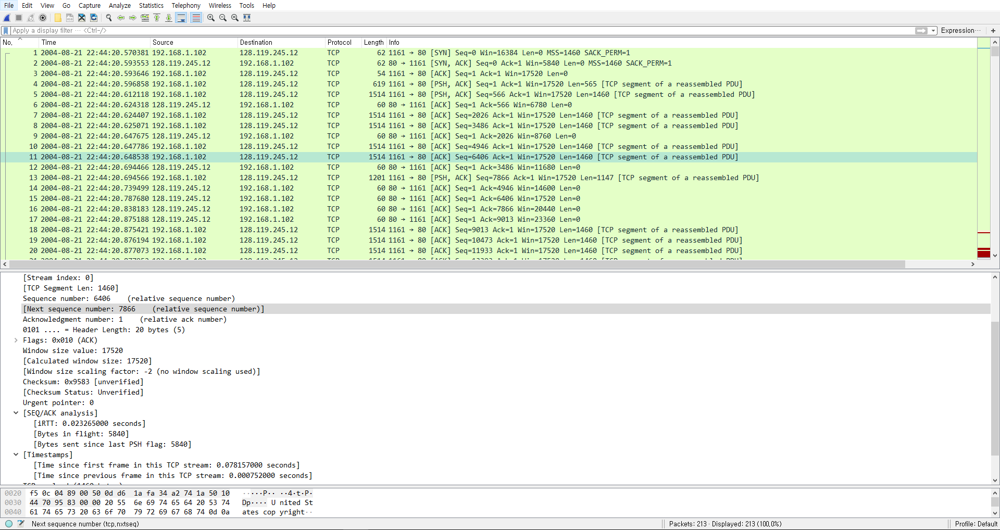 File Edit View Go Capture Analyze Statistics Telephony Wireless Tools Help
Apply a display filter ··· <Ctrl-/> Expression··· +
No. Time Source Destination Protocol Length Info
1 2004-08-21 22:44:20.570381 192.168.1.102 128.119.245.12 TCP 62 1161 → 80 [SYN] Seq=0 Win=16384 Len=0 MSS=1460 SACK_PERM=1
2 2004-08-21 22:44:20.593553 128.119.245.12 192.168.1.102 TCP 62 80 → 1161 [SYN, ACK] Seq=0 Ack=1 Win=5840 Len=0 MSS=1460 SACK_PERM=1
3 2004-08-21 22:44:20.593646 192.168.1.102 128.119.245.12 TCP 54 1161 → 80 [ACK] Seq=1 Ack=1 Win=17520 Len=0
4 2004-08-21 22:44:20.596858 192.168.1.102 128.119.245.12 TCP 619 1161 → 80 [PSH, ACK] Seq=1 Ack=1 Win=17520 Len=565 [TCP segment of a reassembled PDU]
5 2004-08-21 22:44:20.612118 192.168.1.102 128.119.245.12 TCP 1514 1161 → 80 [PSH, ACK] Seq=566 Ack=1 Win=17520 Len=1460 [TCP segment of a reassembled PDU]
6 2004-08-21 22:44:20.624318 128.119.245.12 192.168.1.102 TCP 60 80 → 1161 [ACK] Seq=1 Ack=566 Win=6780 Len=0
7 2004-08-21 22:44:20.624407 192.168.1.102 128.119.245.12 TCP 1514 1161 → 80 [ACK] Seq=2026 Ack=1 Win=17520 Len=1460 [TCP segment of a reassembled PDU]
8 2004-08-21 22:44:20.625071 192.168.1.102 128.119.245.12 TCP 1514 1161 → 80 [ACK] Seq=3486 Ack=1 Win=17520 Len=1460 [TCP segment of a reassembled PDU]
9 2004-08-21 22:44:20.647675 128.119.245.12 192.168.1.102 TCP 60 80 → 1161 [ACK] Seq=1 Ack=2026 Win=8760 Len=0
10 2004-08-21 22:44:20.647786 192.168.1.102 128.119.245.12 TCP 1514 1161 → 80 [ACK] Seq=4946 Ack=1 Win=17520 Len=1460 [TCP segment of a reassembled PDU]
11 2004-08-21 22:44:20.648538 192.168.1.102 128.119.245.12 TCP 1514 1161 → 80 [ACK] Seq=6406 Ack=1 Win=17520 Len=1460 [TCP segment of a reassembled PDU]
12 2004-08-21 22:44:20.694466 128.119.245.12 192.168.1.102 TCP 60 80 → 1161 [ACK] Seq=1 Ack=3486 Win=11680 Len=0
13 2004-08-21 22:44:20.694566 192.168.1.102 128.119.245.12 TCP 1201 1161 → 80 [PSH, ACK] Seq=7866 Ack=1 Win=17520 Len=1147 [TCP segment of a reassembled PDU]
14 2004-08-21 22:44:20.739499 128.119.245.12 192.168.1.102 TCP 60 80 → 1161 [ACK] Seq=1 Ack=4946 Win=14600 Len=0
15 2004-08-21 22:44:20.787680 128.119.245.12 192.168.1.102 TCP 60 80 → 1161 [ACK] Seq=1 Ack=6406 Win=17520 Len=0
16 2004-08-21 22:44:20.838183 128.119.245.12 192.168.1.102 TCP 60 80 → 1161 [ACK] Seq=1 Ack=7866 Win=20440 Len=0
17 2004-08-21 22:44:20.875188 128.119.245.12 192.168.1.102 TCP 60 80 → 1161 [ACK] Seq=1 Ack=9013 Win=23360 Len=0
18 2004-08-21 22:44:20.875421 192.168.1.102 128.119.245.12 TCP 1514 1161 → 80 [ACK] Seq=9013 Ack=1 Win=17520 Len=1460 [TCP segment of a reassembled PDU]
19 2004-08-21 22:44:20.876194 192.168.1.102 128.119.245.12 TCP 1514 1161 → 80 [ACK] Seq=10473 Ack=1 Win=17520 Len=1460 [TCP segment of a reassembled PDU]
20 2004-08-21 22:44:20.877073 192.168.1.102 128.119.245.12 TCP 1514 1161 → 80 [ACK] Seq=11933 Ack=1 Win=17520 Len=1460 [TCP segment of a reassembled PDU]
[Stream index: 0]
[TCP Segment Len: 1460]
Sequence number: 6406 (relative sequence number)
[Next sequence number: 7866 (relative sequence number)]
Acknowledgment number: 1 (relative ack number)
0101 .... = Header Length: 20 bytes (5)
Flags: 0x010 (ACK)
Window size value: 17520
[Calculated window size: 17520]
[Window size scaling factor: -2 (no window scaling used)]
Checksum: 0x9583 [unverified]
[Checksum Status: Unverified]
Urgent pointer: 0
[SEQ/ACK analysis]
[iRTT: 0.023265000 seconds]
[Bytes in flight: 5840]
[Bytes sent since last PSH flag: 5840]
[Timestamps]
[Time since first frame in this TCP stream: 0.078157000 seconds]
[Time since previous frame in this TCP stream: 0.000752000 seconds]
0020 f5 0c 04 89 00 50 0d d6 1a fa 34 a2 74 1a 50 10 ·····P·· ··4·t·P·
0030 44 70 95 83 00 00 20 55 6e 69 74 65 64 20 53 74 Dp···· U nited St
0040 61 74 65 73 20 63 6f 70 79 72 69 67 68 74 0d 0a ates cop yright··
Next sequence number (tcp.nxtseq) Packets: 213 · Displayed: 213 (100.0%) Profile: Default